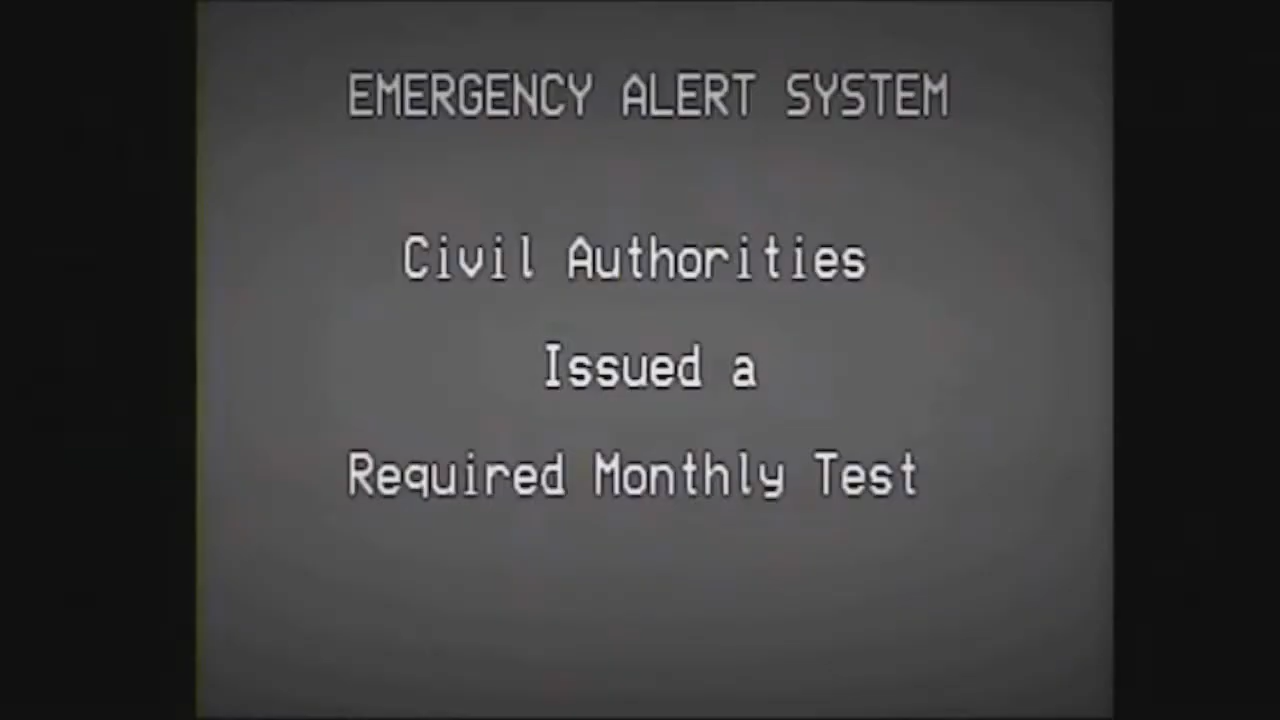 EMERGENCY ALERT SYSTEM
Civil Authorities
Issued a
Required Monthly Test